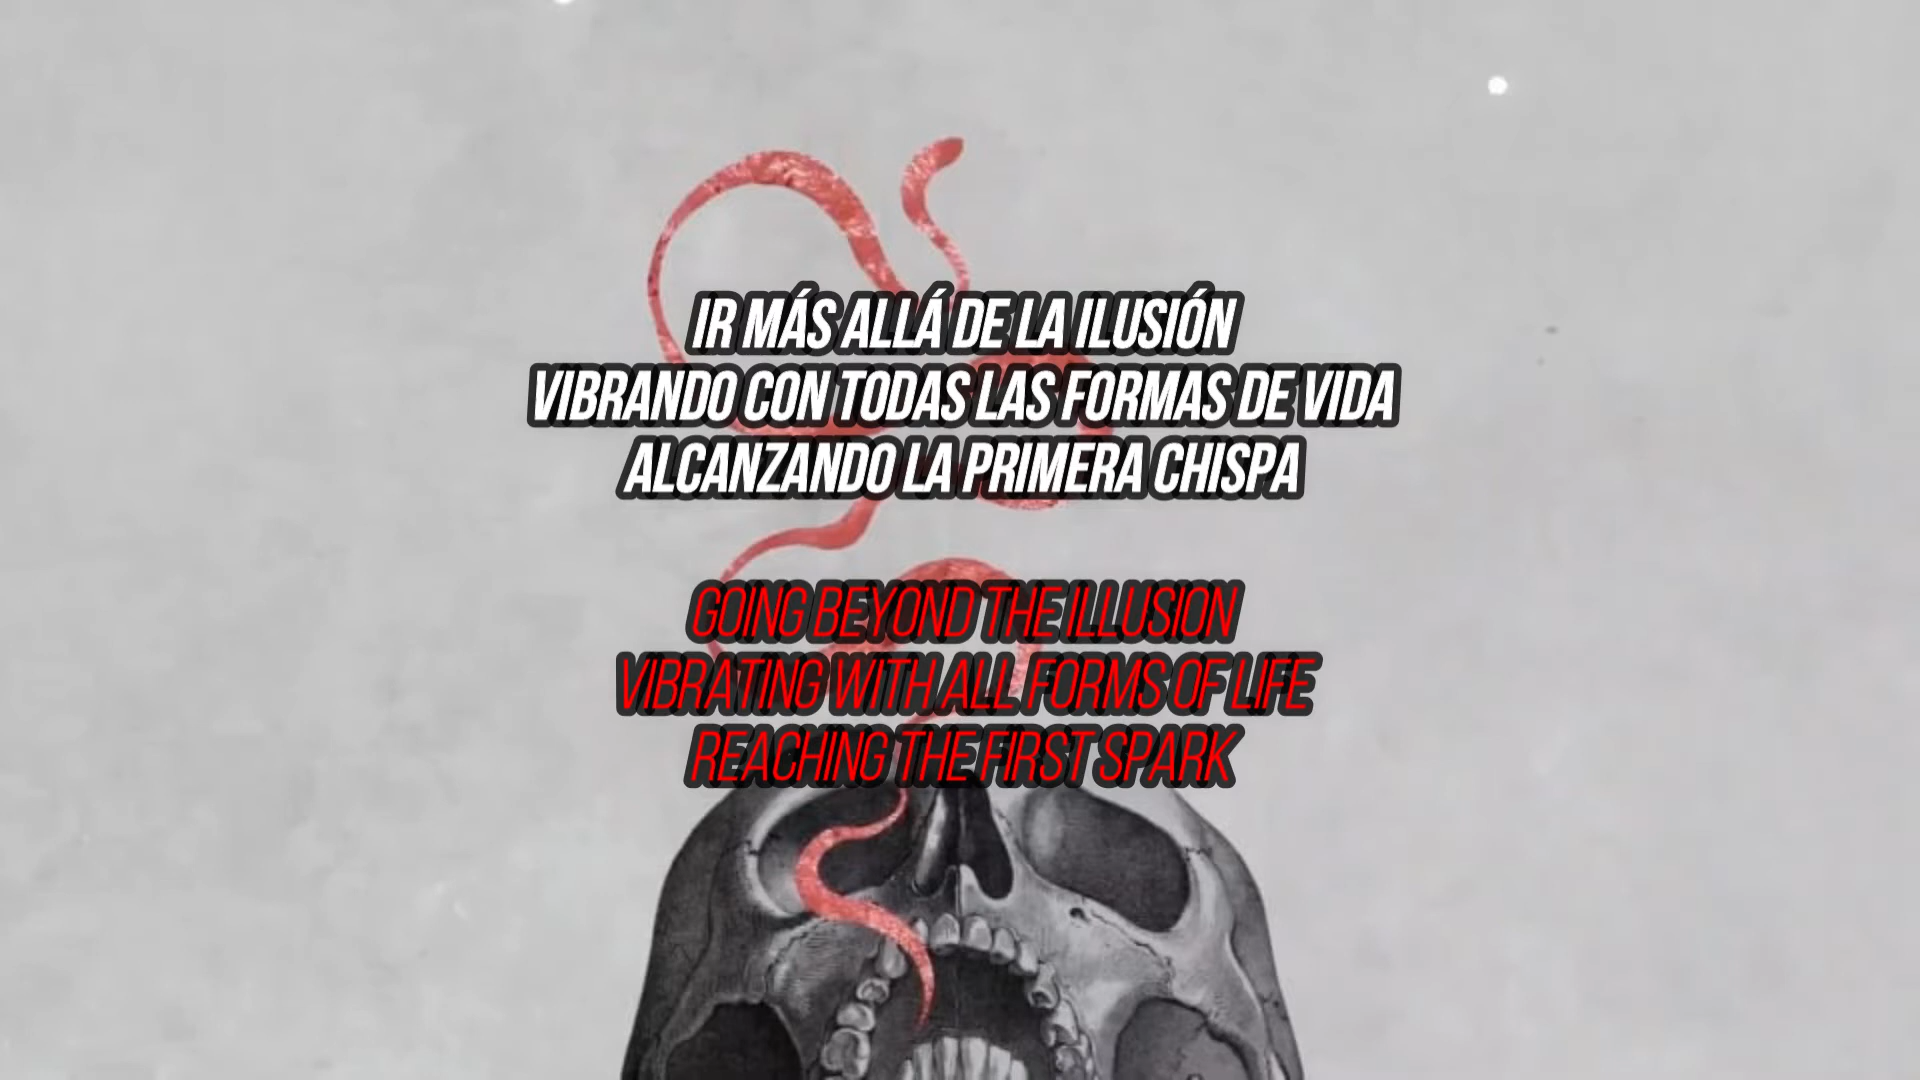 IR MÁS ALLÁ DE LA ILUSIÓN
VIBRANDO CON TODAS LAS FORMAS DE VIDA
ALCANZANDO LA PRIMERA CHISPA
GOING BEYOND THE ILLUSION
VIBRATING WITH ALL FORMS OF LIFE
REACHING THE FIRST SPARK